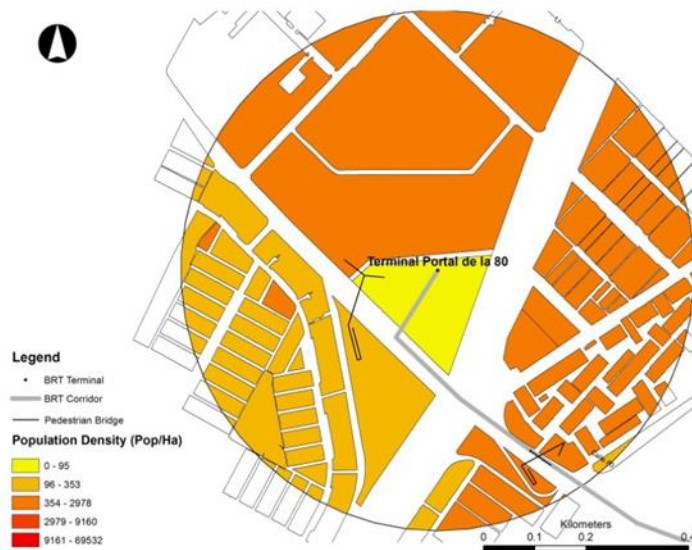 Terminal Portal de la 80
Legend
BRT Terminal
BRT Corridor
Pedestrian Bridge
Population Density (Pop/Ha)
0 - 95
96 - 353
354 - 2978
2979 - 9160
9161 - 69532
Kilometers
0 0.1 0.2